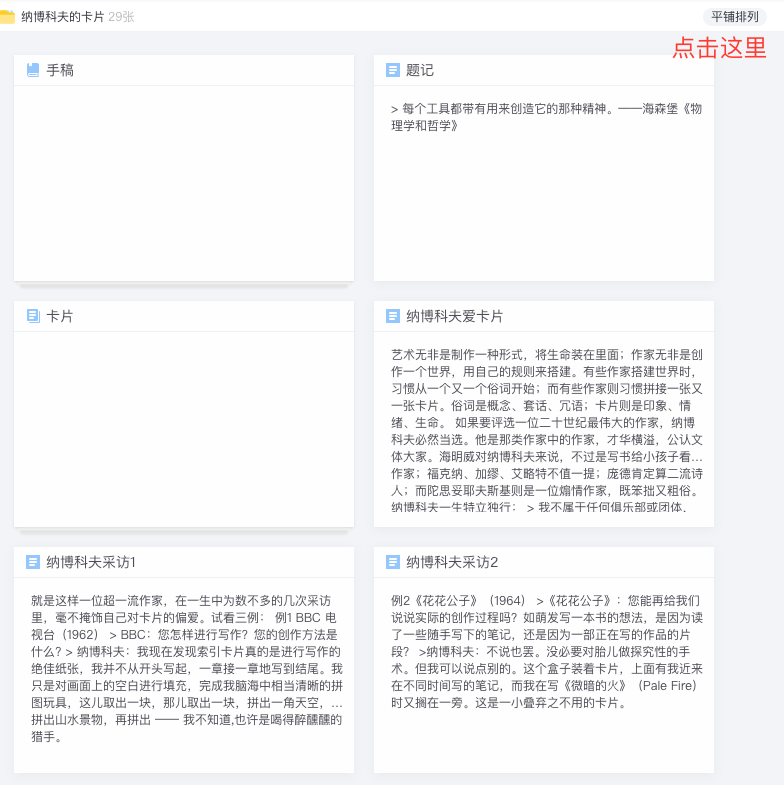 纳博科夫的卡片 29张
平铺排列
点击这里
手稿
题记
> 每个工具都带有用来创造它的那种精神。——海森堡《物
理学和哲学》
卡片
纳博科夫爱卡片
艺术无非是制作一种形式，将生命装在里面；作家无非是创
作一个世界，用自己的规则来搭建。有些作家搭建世界时，
习惯从一个又一个俗词开始；而有些作家则习惯拼接一张又
一张卡片。俗词是概念、套话、冗语；卡片则是印象、情
绪、生命。 如果要评选一位二十世纪最伟大的作家，纳博
科夫必然当选。他是那类作家中的作家，才华横溢，公认文
体大家。海明威对纳博科夫来说，不过是写书给小孩子看…
作家；福克纳、加缪、艾略特不值一提；庞德肯定算二流诗
人；而陀思妥耶夫斯基则是一位煽情作家，既笨拙又粗俗。
纳博科夫一生特立独行： > 我不属于任何俱乐部或团体.
纳博科夫采访1
就是这样一位超一流作家，在一生中为数不多的几次采访
里，毫不掩饰自己对卡片的偏爱。试看三例： 例1 BBC 电
视台（1962） > BBC：您怎样进行写作？您的创作方法是
什么? > 纳博科夫：我现在发现索引卡片真的是进行写作的
绝佳纸张，我并不从开头写起，一章接一章地写到结尾。我
只是对画面上的空白进行填充，完成我脑海中相当清晰的拼
图玩具，这儿取出一块，那儿取出一块，拼出一角天空，…
拼出山水景物，再拼出 —— 我不知道,也许是喝得醉醺醺的
猎手。
纳博科夫采访2
例2《花花公子》（1964） >《花花公子》：您能再给我们
说说实际的创作过程吗？如萌发写一本书的想法，是因为读
了一些随手写下的笔记，还是因为一部正在写的作品的片
段？ >纳博科夫：不说也罢。没必要对胎儿做探究性的手
术。但我可以说点别的。这个盒子装着卡片，上面有我近来
在不同时间写的笔记，而我在写《微暗的火》（Pale Fire）
时又搁在一旁。这是一小叠弃之不用的卡片。